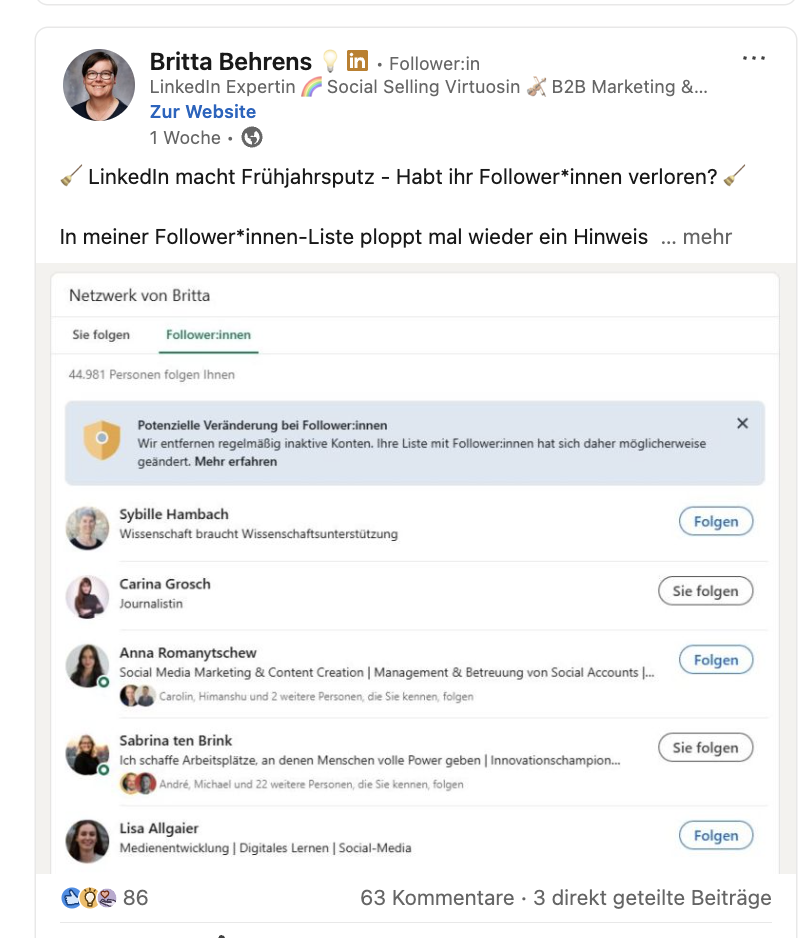 Britta Behrens 💡 in • Follower:in
LinkedIn Expertin 🌈 Social Selling Virtuosin 🎻 B2B Marketing &...
Zur Website
1 Woche •
🧹 LinkedIn macht Frühjahrsputz - Habt ihr Follower*innen verloren? 🧹
In meiner Follower*innen-Liste ploppt mal wieder ein Hinweis ... mehr
Netzwerk von Britta
Sie folgen Follower:innen
44.981 Personen folgen Ihnen
Potenzielle Veränderung bei Follower:innen
Wir entfernen regelmäßig inaktive Konten. Ihre Liste mit Follower:innen hat sich daher möglicherweise
geändert. Mehr erfahren
Sybille Hambach
Wissenschaft braucht Wissenschaftsunterstützung
Folgen
Carina Grosch
Journalistin
Sie folgen
Anna Romanytschew
Social Media Marketing & Content Creation | Management & Betreuung von Social Accounts |...
Carolin, Himanshu und 2 weitere Personen, die Sie kennen, folgen
Folgen
Sabrina ten Brink
Ich schaffe Arbeitsplätze, an denen Menschen volle Power geben | Innovationschampion...
André, Michael und 22 weitere Personen, die Sie kennen, folgen
Sie folgen
Lisa Allgaier
Medienentwicklung | Digitales Lernen | Social-Media
Folgen
86
63 Kommentare · 3 direkt geteilte Beiträge